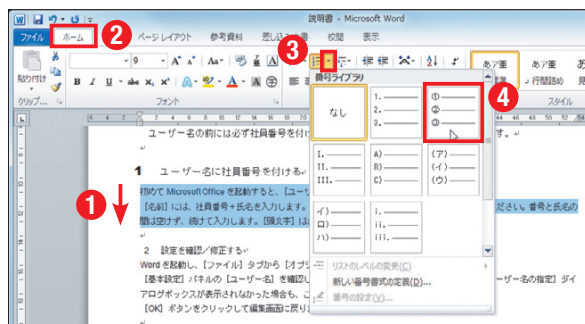 説明書 - Microsoft Word
ファイル ホーム ページ レイアウト 参考資料 差し込み文書 校閲 表示
2
3
9
貼り付け
あア亜 あア亜
標準 行間詰め
クリップ... フォント スタイル
番号ライブラリ
なし
1.
2.
3.
①
②
③
4
I.
II.
III.
A)
B)
C)
(ア)
(イ)
(ウ)
イ)
ロ)
ハ)
i.
ii.
iii.
リストのレベルの変更(C)
新しい番号書式の定義(D)...
番号の設定(V)...
ユーザー名の前には必ず社員番号を付け
す。
1 ユーザー名に社員番号を付ける
1
初めて Microsoft Office を起動すると、[ユーザ
[名前] には、社員番号+氏名を入力します。
ださい。番号と氏名の
間は空けず、続けて入力します。[頭文字] は
2 設定を確認/修正する
Word を起動し、[ファイル] タブから [オプシ
[基本設定] パネルの [ユーザー名] を確認し
ーザー名の指定] ダイ
アログボックスが表示されなかった場合も、こ
[OK] ボタンをクリックして編集画面に戻り